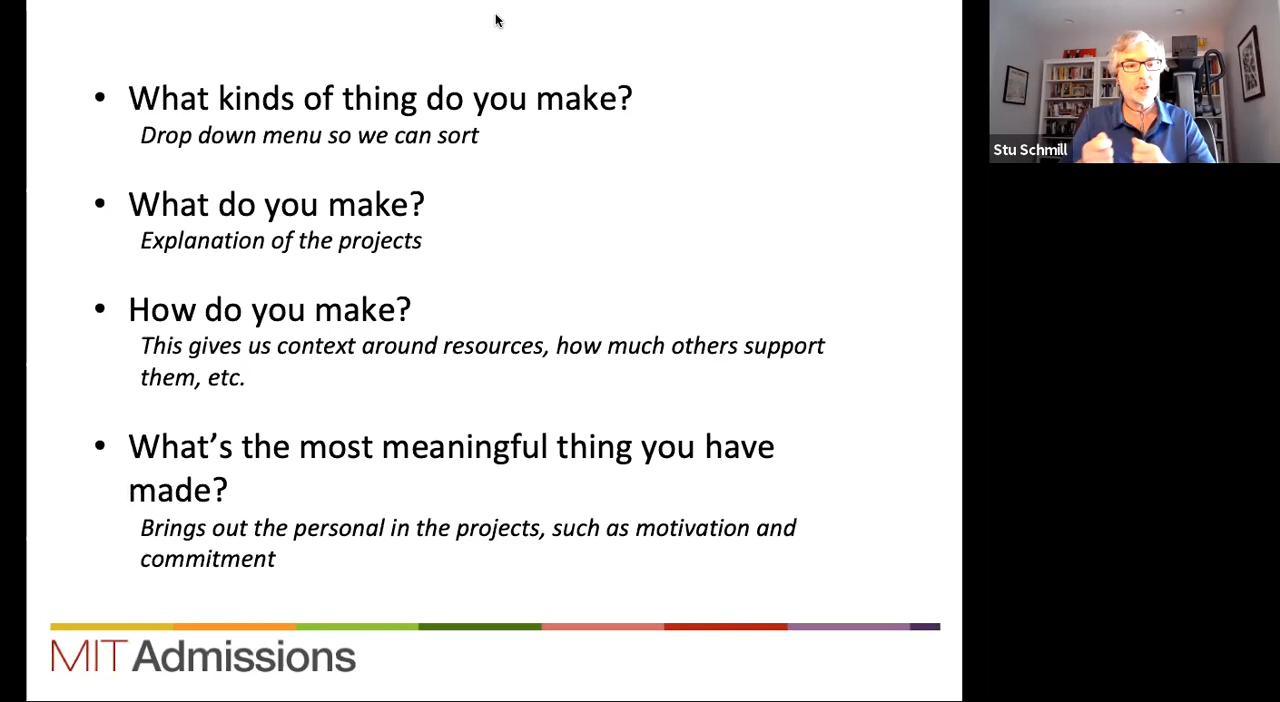 • What kinds of thing do you make?
Drop down menu so we can sort
• What do you make?
Explanation of the projects
• How do you make?
This gives us context around resources, how much others support
them, etc.
• What’s the most meaningful thing you have
made?
Brings out the personal in the projects, such as motivation and
commitment
MIT Admissions
Stu Schmill